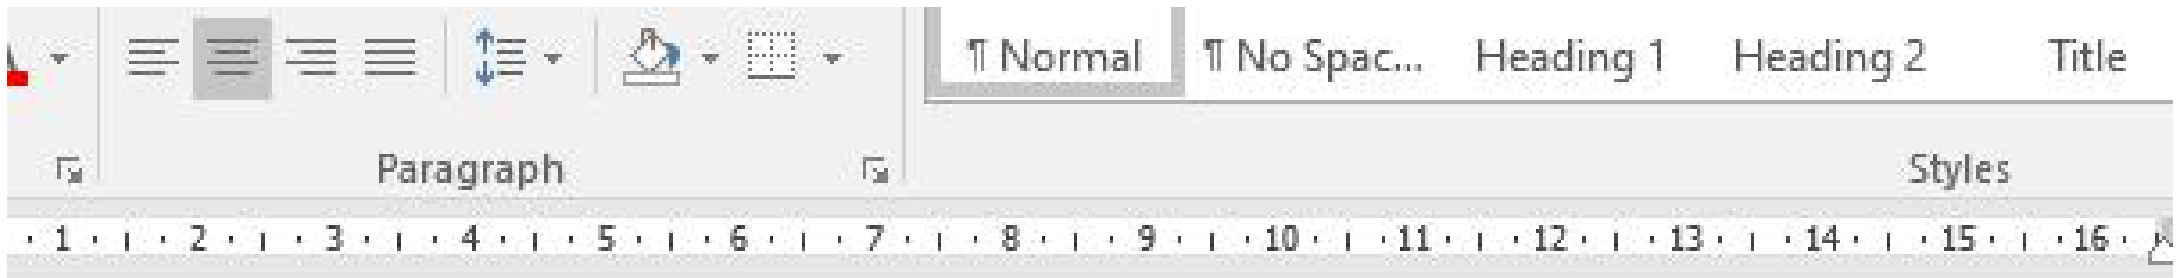 ¶ Normal ¶ No Spac... Heading 1 Heading 2 Title
Paragraph Styles
1 2 3 4 5 6 7 8 9 10 11 12 13 14 15 16